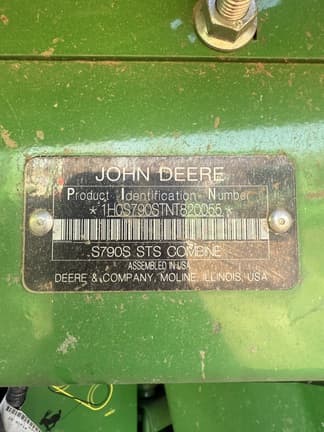 JOHN DEERE
Product Identification Number
*1H0S790STNT820055*
S790S STS COMBINE
ASSEMBLED IN USA
DEERE & COMPANY, MOLINE, ILLINOIS, USA